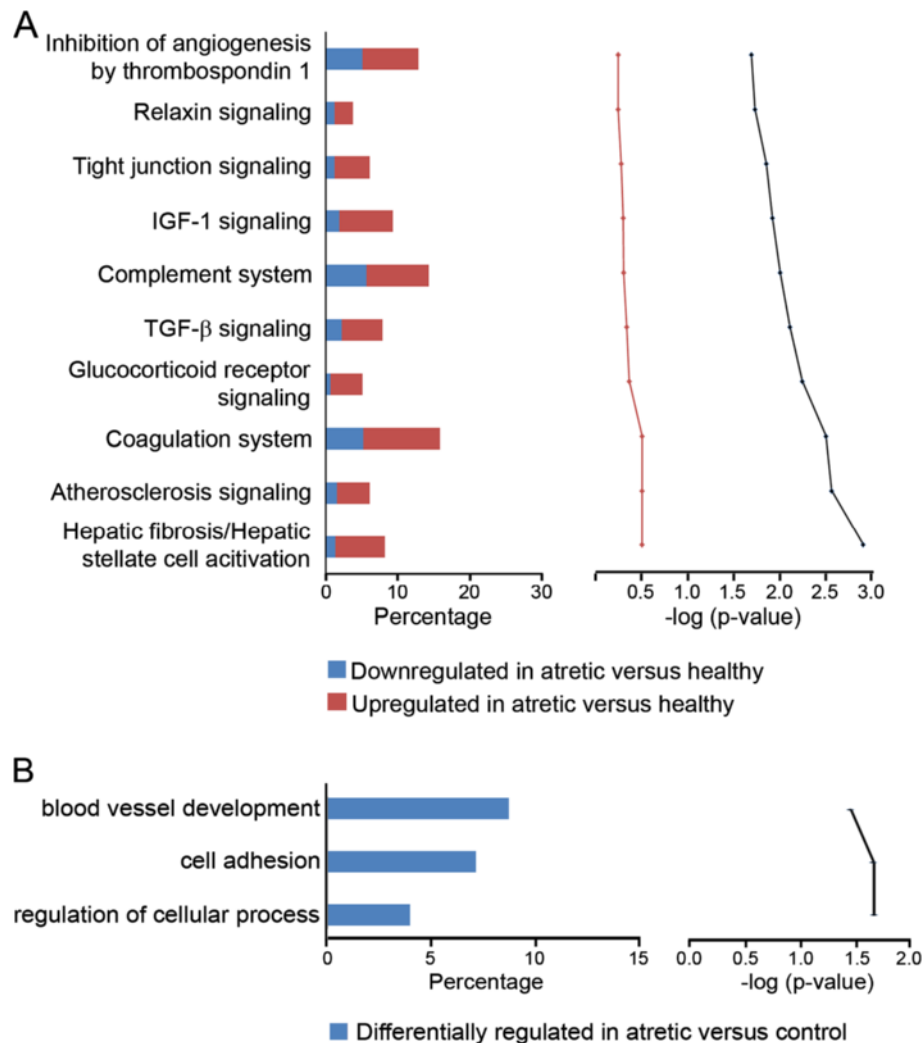 A
Inhibition of angiogenesis
by thrombospondin 1
Relaxin signaling
Tight junction signaling
IGF-1 signaling
Complement system
TGF-β signaling
Glucocorticoid receptor
signaling
Coagulation system
Atherosclerosis signaling
Hepatic fibrosis/Hepatic
stellate cell acitivation
0 10 20 30
Percentage
0.5 1.0 1.5 2.0 2.5 3.0
-log (p-value)
Downregulated in atretic versus healthy
Upregulated in atretic versus healthy
B
blood vessel development
cell adhesion
regulation of cellular process
0 5 10 15
Percentage
0.0 0.5 1.0 1.5 2.0
-log (p-value)
Differentially regulated in atretic versus control